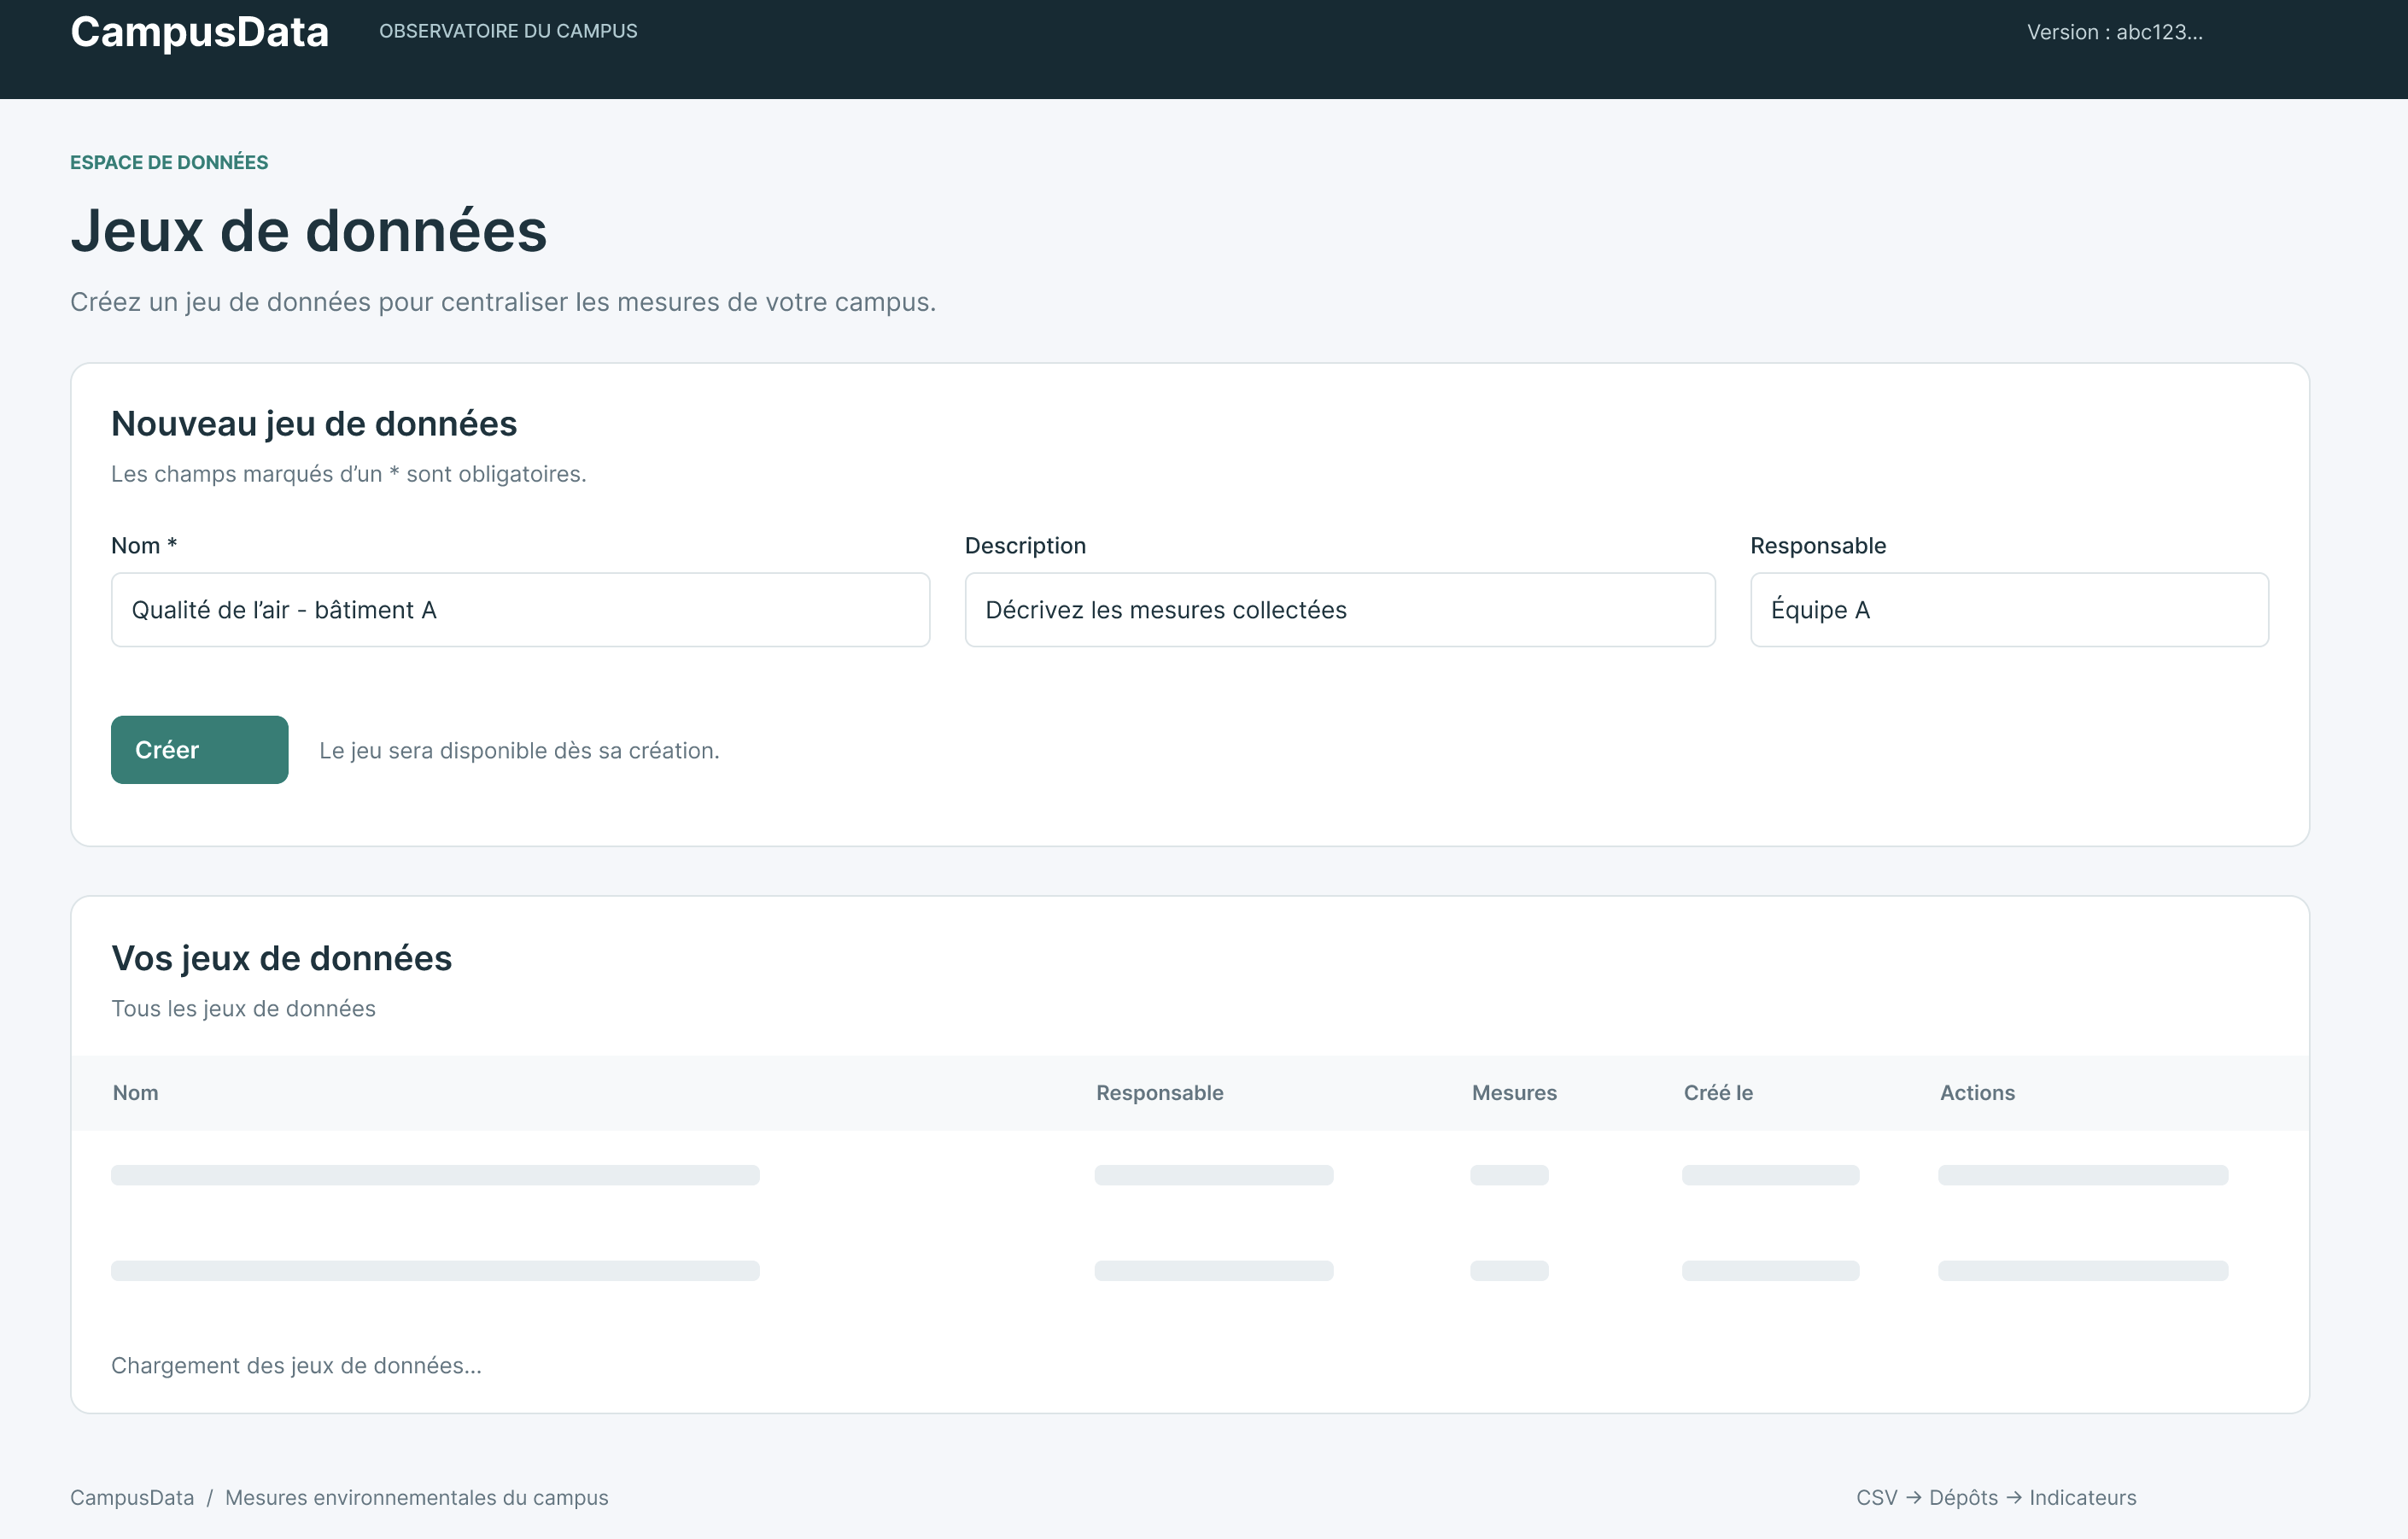 CampusData OBSERVATOIRE DU CAMPUS Version : abc123...
ESPACE DE DONNÉES
Jeux de données
Créez un jeu de données pour centraliser les mesures de votre campus.
Nouveau jeu de données
Les champs marqués d’un * sont obligatoires.
Nom * Description Responsable
Qualité de l’air - bâtiment A Décrivez les mesures collectées Équipe A
Créer Le jeu sera disponible dès sa création.
Vos jeux de données
Tous les jeux de données
Nom Responsable Mesures Créé le Actions
Chargement des jeux de données...
CampusData / Mesures environnementales du campus CSV → Dépôts → Indicateurs